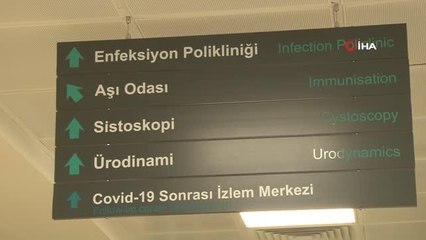 Enfeksiyon Polikliniği Infection Policlinic
İHA
Aşı Odası Immunisation
Sistoskopi Cystoscopy
Ürodinami Urodynamics
Covid-19 Sonrası İzlem Merkezi